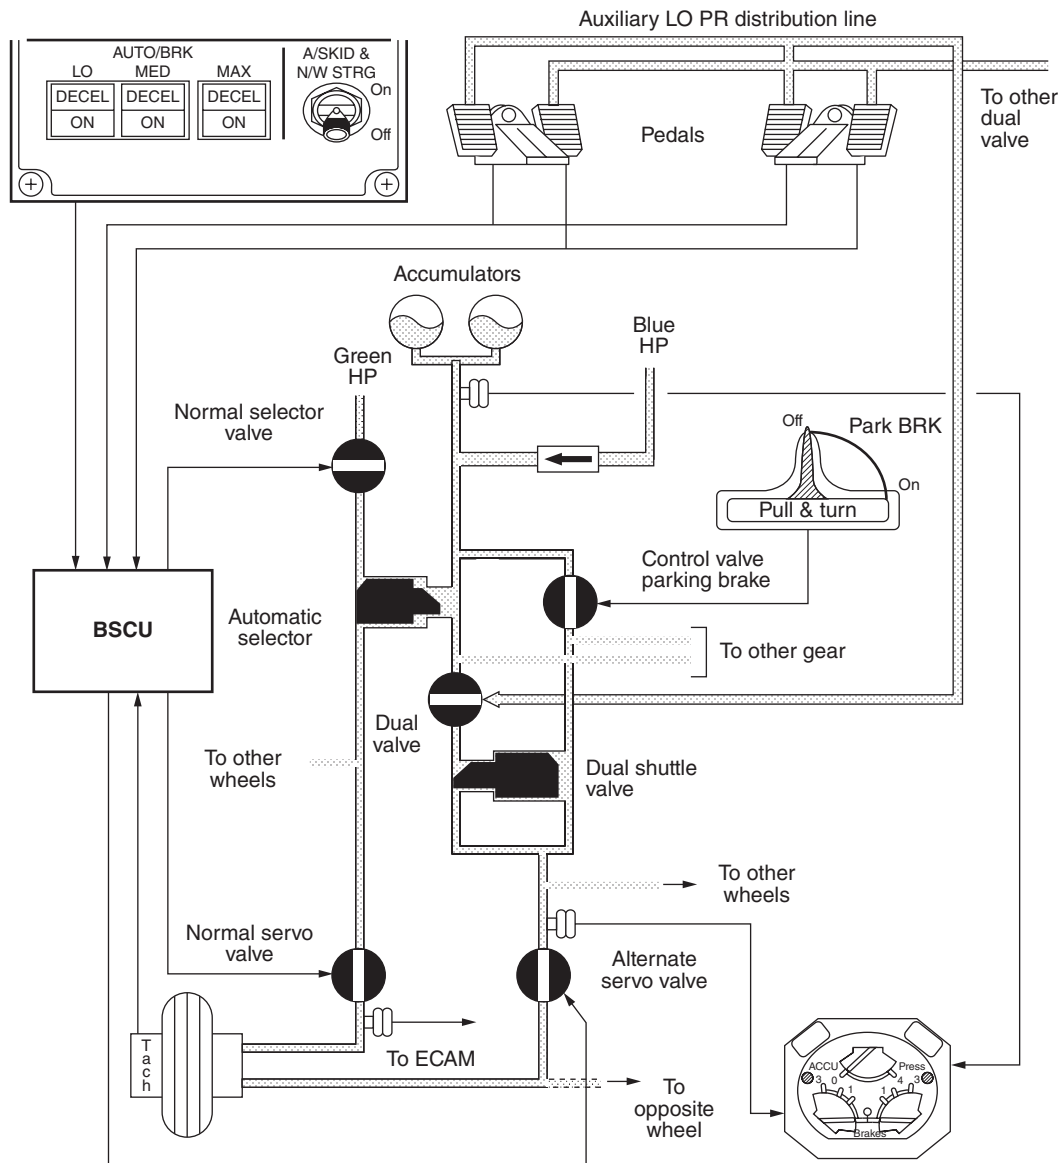 Auxiliary LO PR distribution line
AUTO/BRK
LO
MED
MAX
A/SKID &
N/W STRG
DECEL
DECEL
DECEL
ON
ON
ON
On
Off
Pedals
To other
dual
valve
Accumulators
Green
HP
Blue
HP
Normal selector
valve
Off
Park BRK
On
Pull & turn
Control valve
parking brake
BSCU
Automatic
selector
To other gear
Dual
valve
To other
wheels
Dual shuttle
valve
To other
wheels
Normal servo
valve
Alternate
servo valve
Tach
To ECAM
To
opposite
wheel
ACCU
Press
3
0
1
1
4
3
Brakes